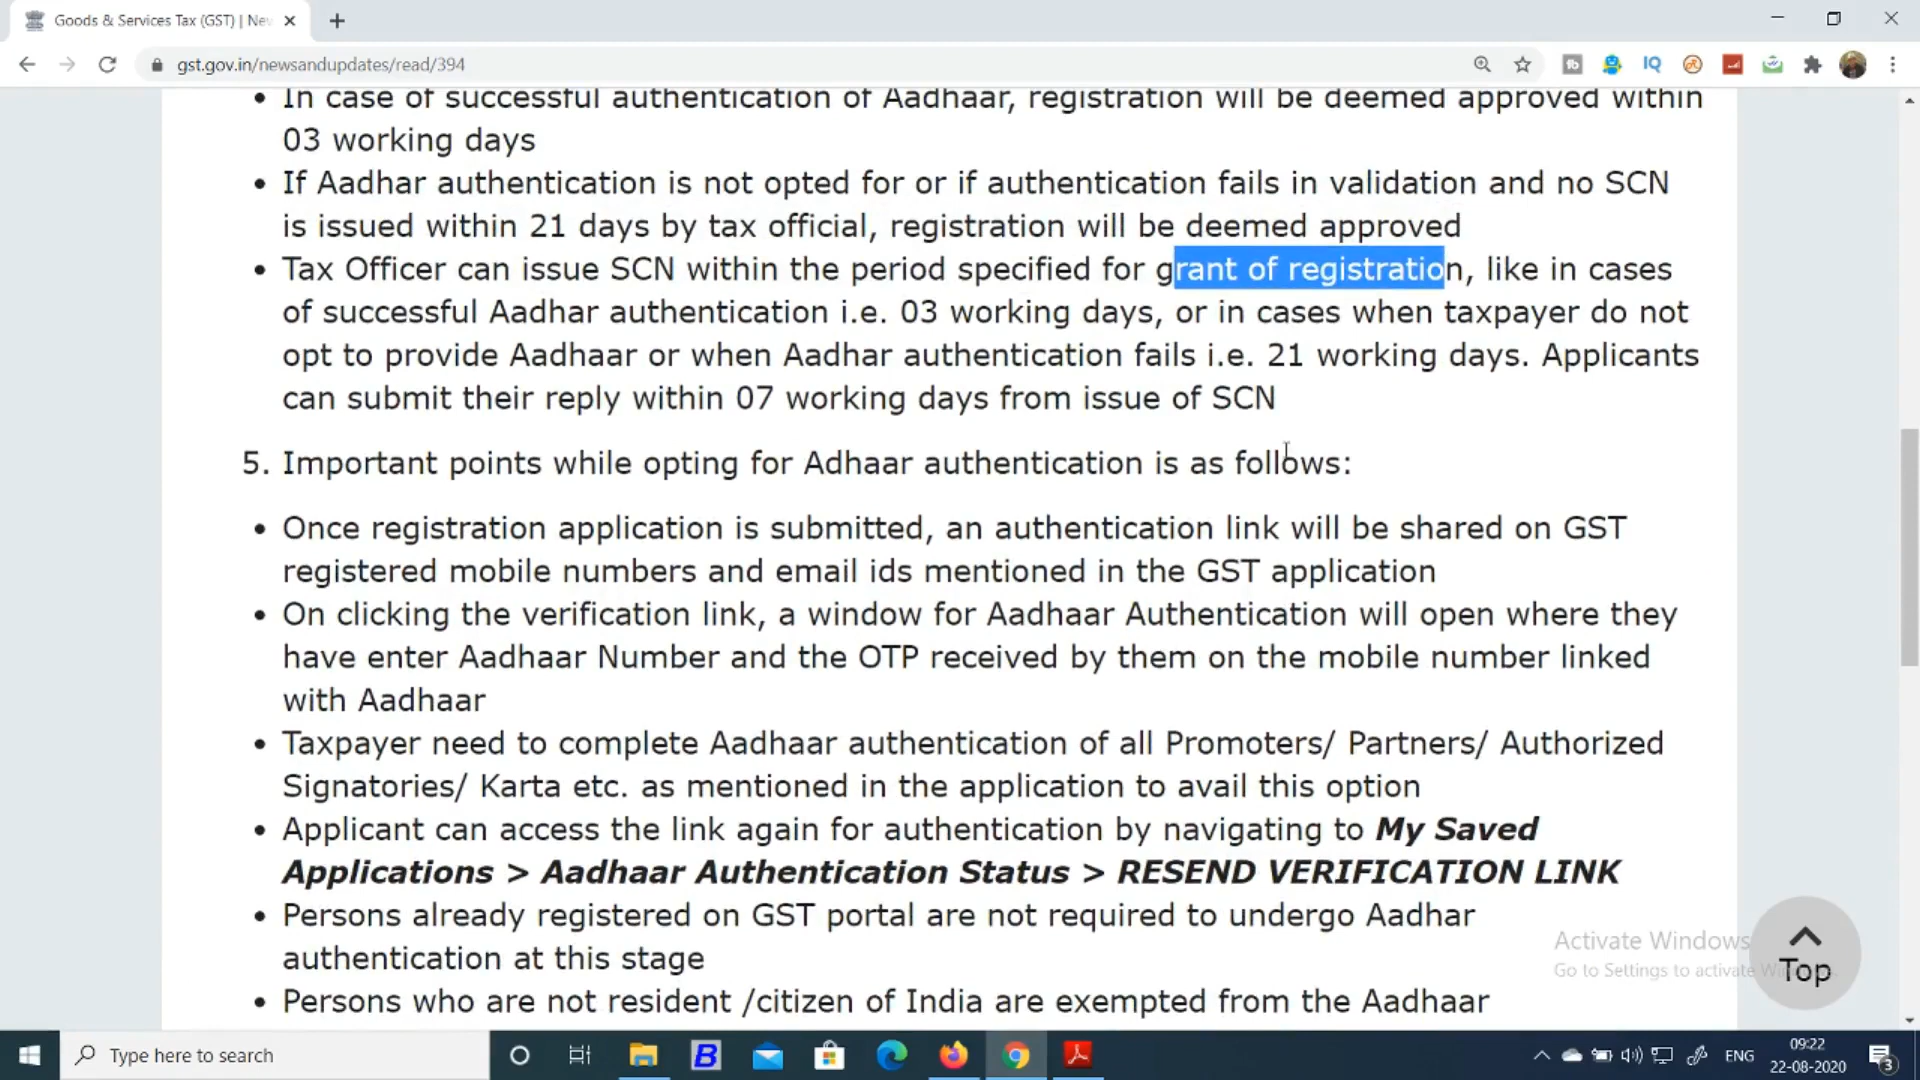 Goods & Services Tax (GST) | Nev
gst.gov.in/newsandupdates/read/394
IQ
• In case of successful authentication of Aadhaar, registration will be deemed approved within
03 working days
• If Aadhar authentication is not opted for or if authentication fails in validation and no SCN
is issued within 21 days by tax official, registration will be deemed approved
• Tax Officer can issue SCN within the period specified for grant of registration, like in cases
of successful Aadhar authentication i.e. 03 working days, or in cases when taxpayer do not
opt to provide Aadhaar or when Aadhar authentication fails i.e. 21 working days. Applicants
can submit their reply within 07 working days from issue of SCN
5. Important points while opting for Adhaar authentication is as follows:
• Once registration application is submitted, an authentication link will be shared on GST
registered mobile numbers and email ids mentioned in the GST application
• On clicking the verification link, a window for Aadhaar Authentication will open where they
have enter Aadhaar Number and the OTP received by them on the mobile number linked
with Aadhaar
• Taxpayer need to complete Aadhaar authentication of all Promoters/ Partners/ Authorized
Signatories/ Karta etc. as mentioned in the application to avail this option
• Applicant can access the link again for authentication by navigating to My Saved
Applications > Aadhaar Authentication Status > RESEND VERIFICATION LINK
• Persons already registered on GST portal are not required to undergo Aadhar
authentication at this stage
• Persons who are not resident /citizen of India are exempted from the Aadhaar
Activate Windows
Go to Settings to activate
Top
Type here to search
B
ENG
09:22
22-08-2020
3